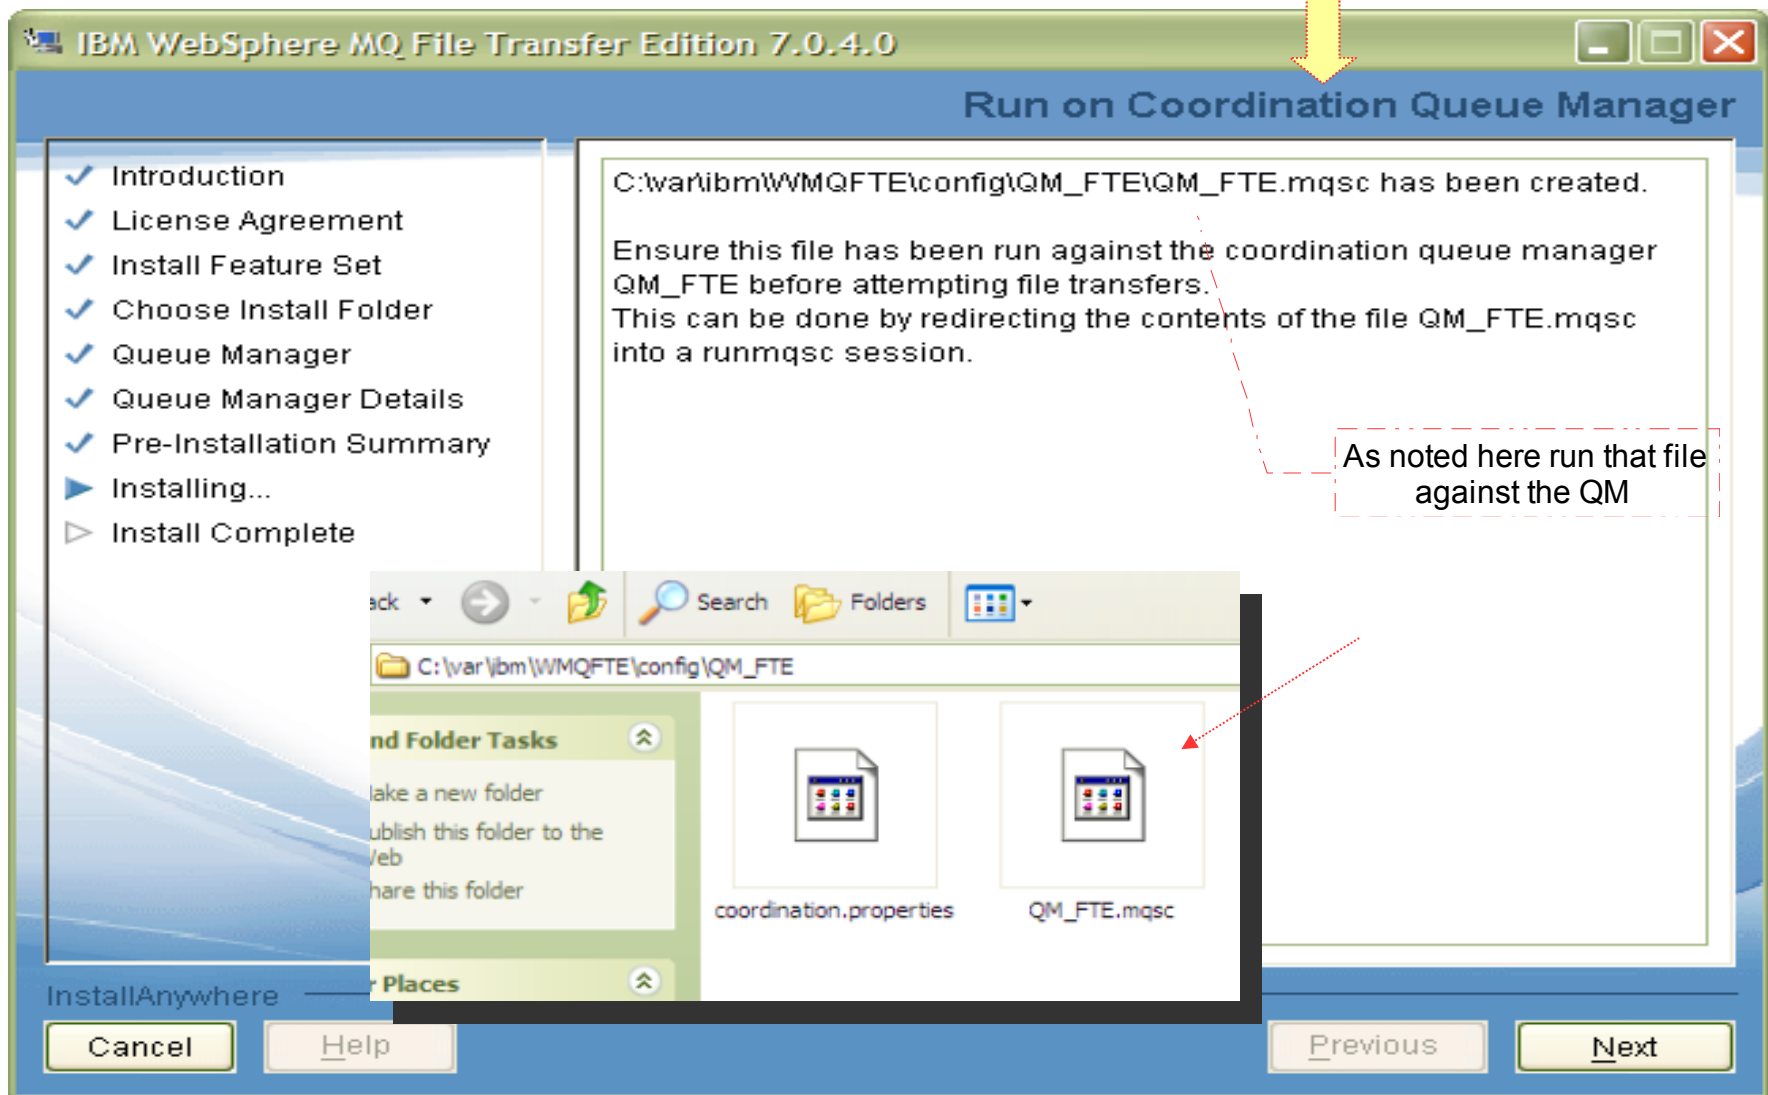 IBM WebSphere MQ File Transfer Edition 7.0.4.0
Run on Coordination Queue Manager
Introduction
License Agreement
Install Feature Set
Choose Install Folder
Queue Manager
Queue Manager Details
Pre-Installation Summary
Installing...
Install Complete
C:\var\ibm\WMQFTE\config\QM_FTE\QM_FTE.mqsc has been created.
Ensure this file has been run against the coordination queue manager
QM_FTE before attempting file transfers.
This can be done by redirecting the contents of the file QM_FTE.mqsc
into a runmqsc session.
As noted here run that file
against the QM
ack
Search
Folders
C:\var\ibm\WMQFTE\config\QM_FTE
nd Folder Tasks
ake a new folder
ublish this folder to the
eb
hare this folder
r Places
coordination.properties
QM_FTE.mqsc
InstallAnywhere
Cancel
Help
Previous
Next